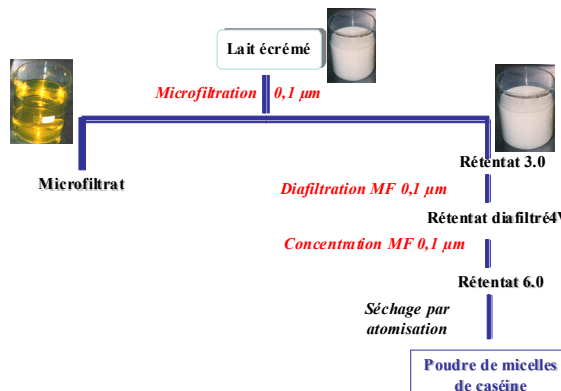 Lait écrémé
Microfiltration 0,1 µm
Microfiltrat
Rétentat 3.0
Diafiltration MF 0,1 µm
Rétentat diafiltré4V
Concentration MF 0,1 µm
Rétentat 6.0
Séchage par
atomisation
Poudre de micelles
de caséine